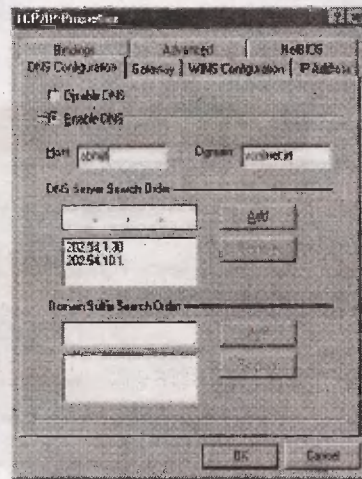 TCP/IP Properties
Bindings Advanced NetBIOS
DNS Configuration Gateway WINS Configuration IP Address
Disable DNS
Enable DNS
Host Domain
DNS Server Search Order
Add
202.54.1.30
202.54.10.1
Domain Suffix Search Order
OK Cancel